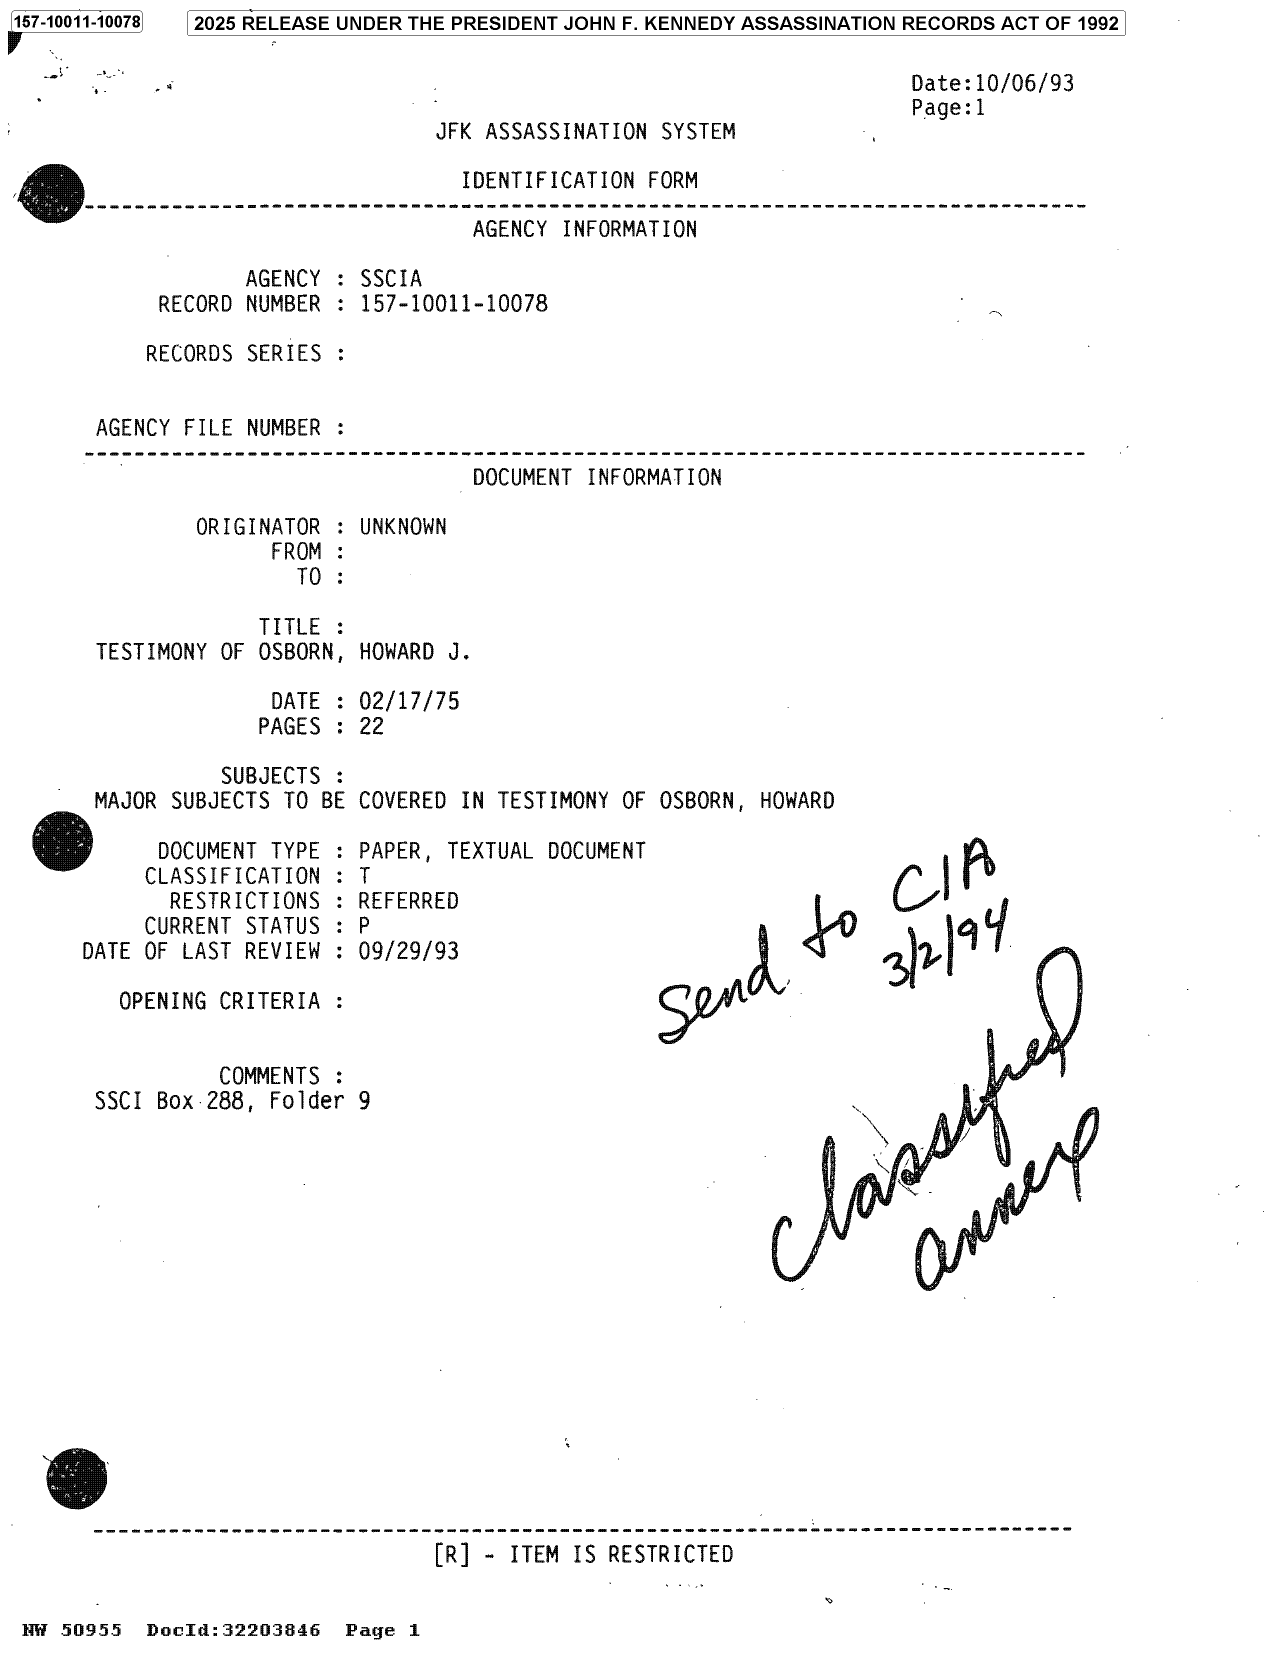 157-10011-10078
2025 RELEASE UNDER THE PRESIDENT JOHN F. KENNEDY ASSASSINATION RECORDS ACT OF 1992
Date:10/06/93
Page:1
JFK ASSASSINATION SYSTEM
IDENTIFICATION FORM
--------------------------------------------------------------------------------
AGENCY INFORMATION
AGENCY : SSCIA
RECORD NUMBER : 157-10011-10078
RECORDS SERIES :
AGENCY FILE NUMBER :
--------------------------------------------------------------------------------
DOCUMENT INFORMATION
ORIGINATOR : UNKNOWN
FROM :
TO :
TITLE :
TESTIMONY OF OSBORN, HOWARD J.
DATE : 02/17/75
PAGES : 22
SUBJECTS :
MAJOR SUBJECTS TO BE COVERED IN TESTIMONY OF OSBORN, HOWARD
DOCUMENT TYPE : PAPER, TEXTUAL DOCUMENT
CLASSIFICATION : T
RESTRICTIONS : REFERRED
CURRENT STATUS : P
DATE OF LAST REVIEW : 09/29/93
OPENING CRITERIA :
COMMENTS :
SSCI Box 288, Folder 9
Send to CIA
3/2/94
Classified
annex
--------------------------------------------------------------------------------
[R] - ITEM IS RESTRICTED
NW 50955 DocId:32203846 Page 1